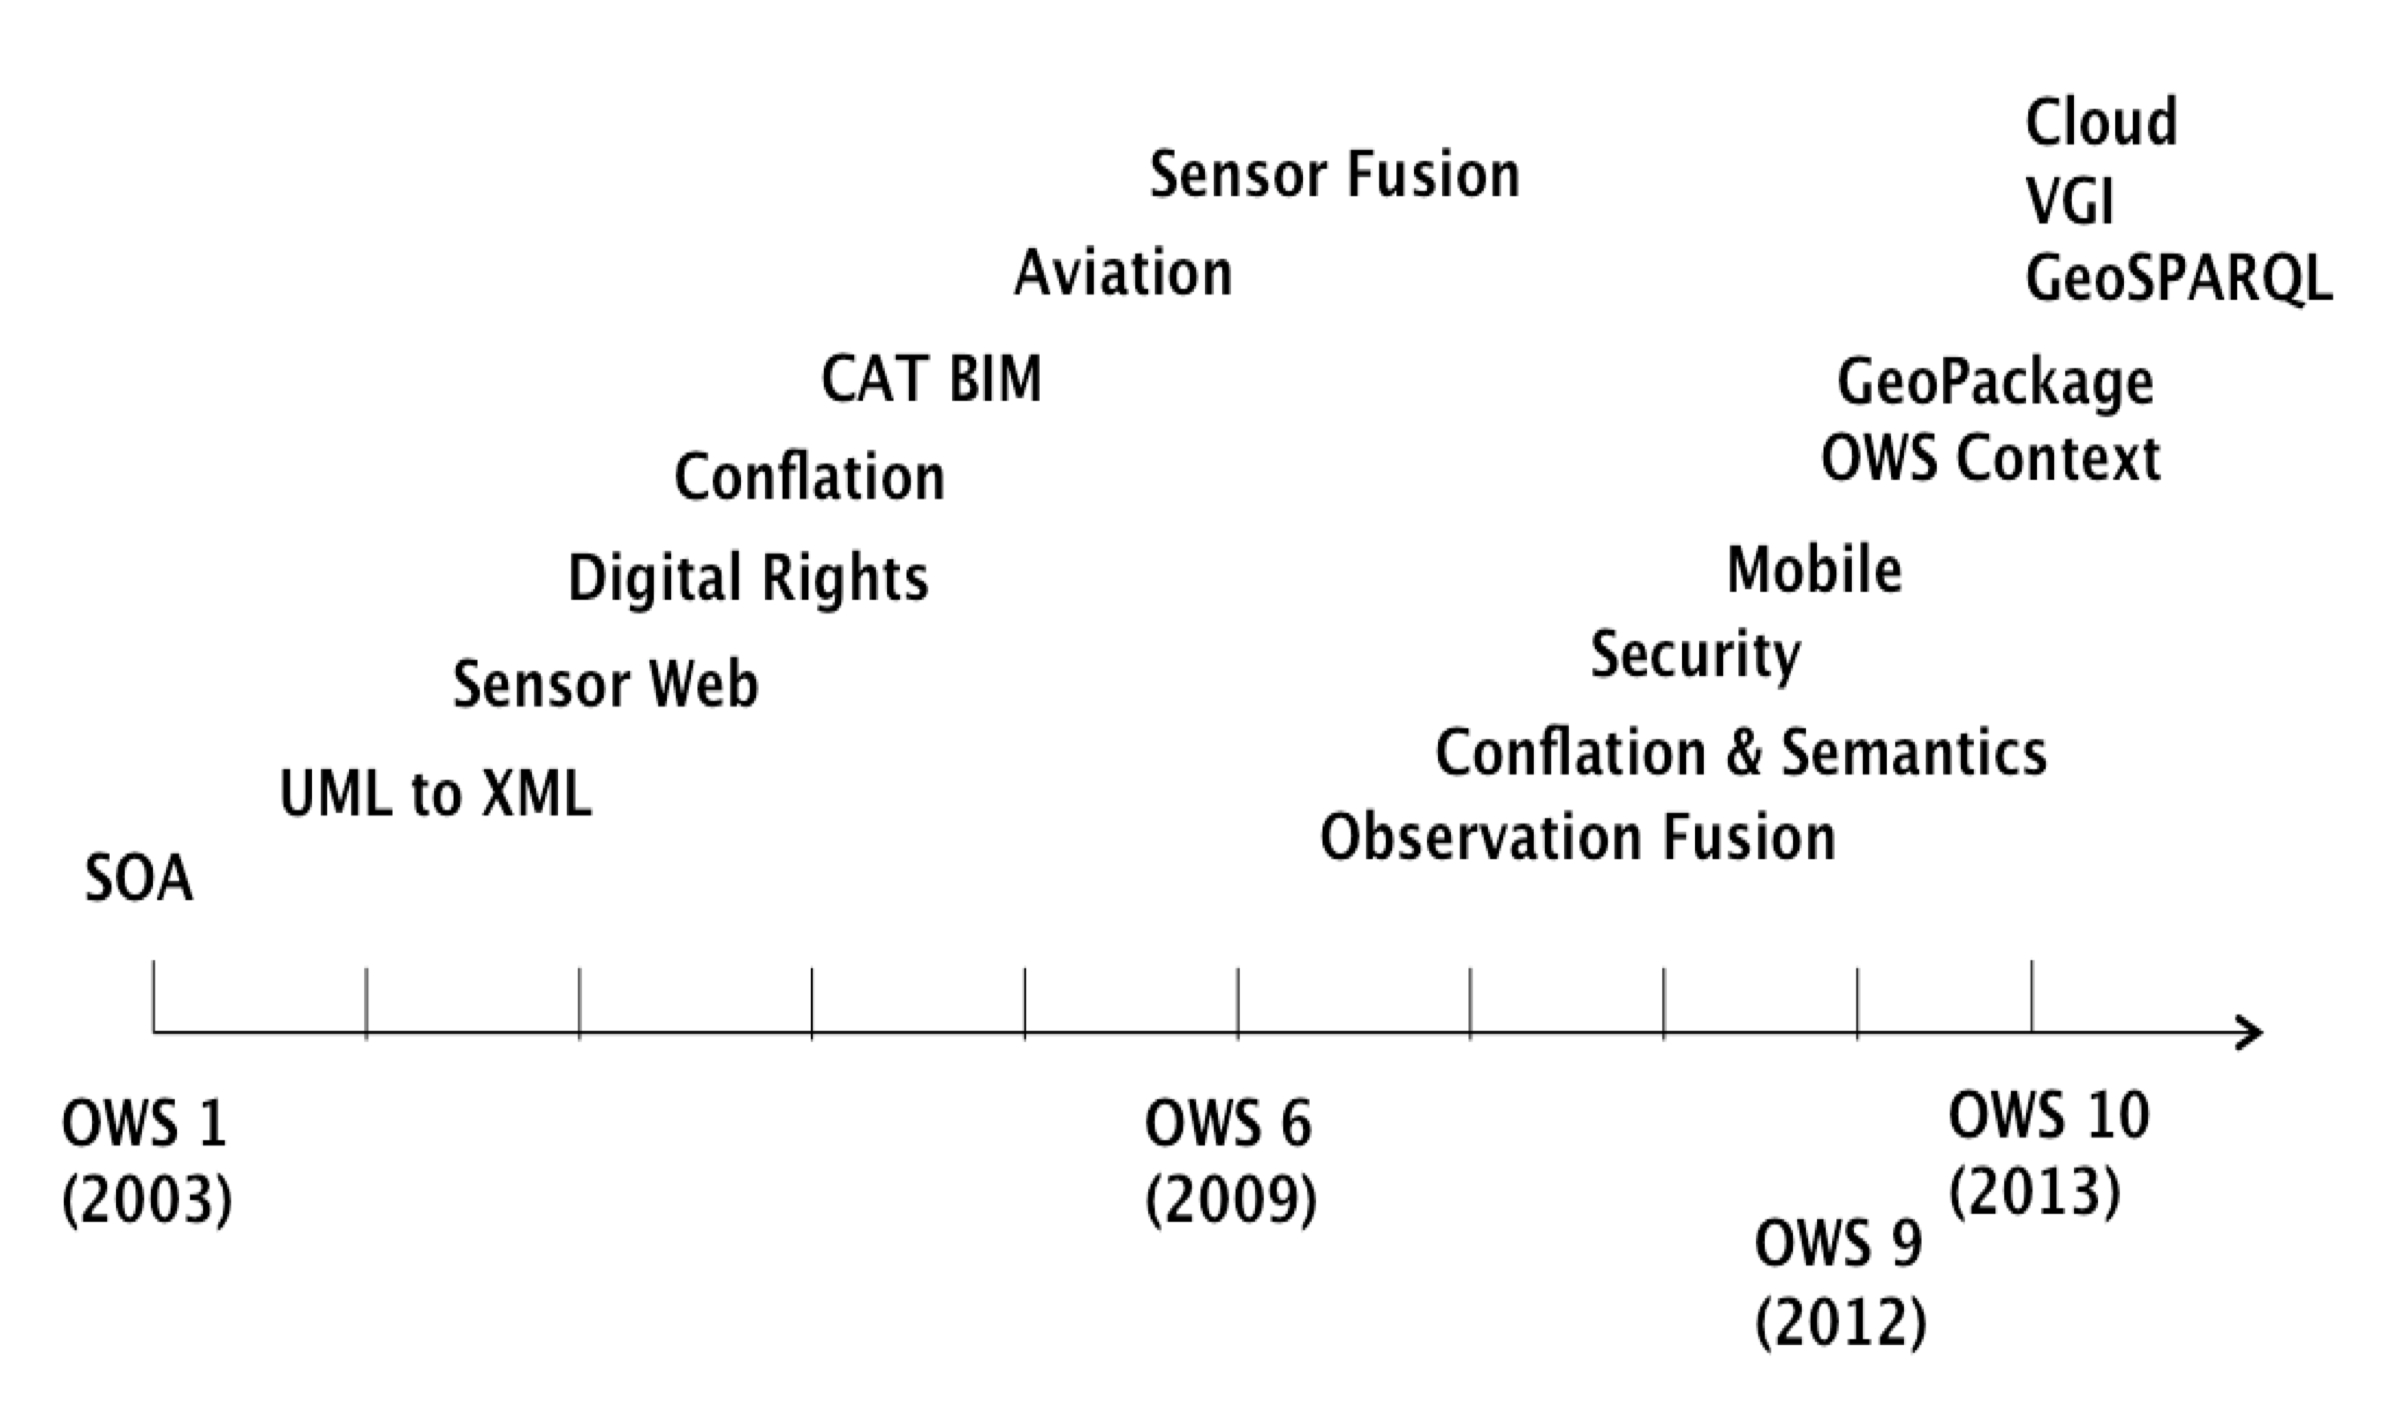 Cloud
Sensor Fusion
VGI
Aviation
GeoSPARQL
CAT BIM
GeoPackage
OWS Context
Conflation
Digital Rights
Mobile
Security
Sensor Web
Conflation & Semantics
UML to XML
Observation Fusion
SOA
OWS 1
(2003)
OWS 6
(2009)
OWS 10
(2013)
OWS 9
(2012)